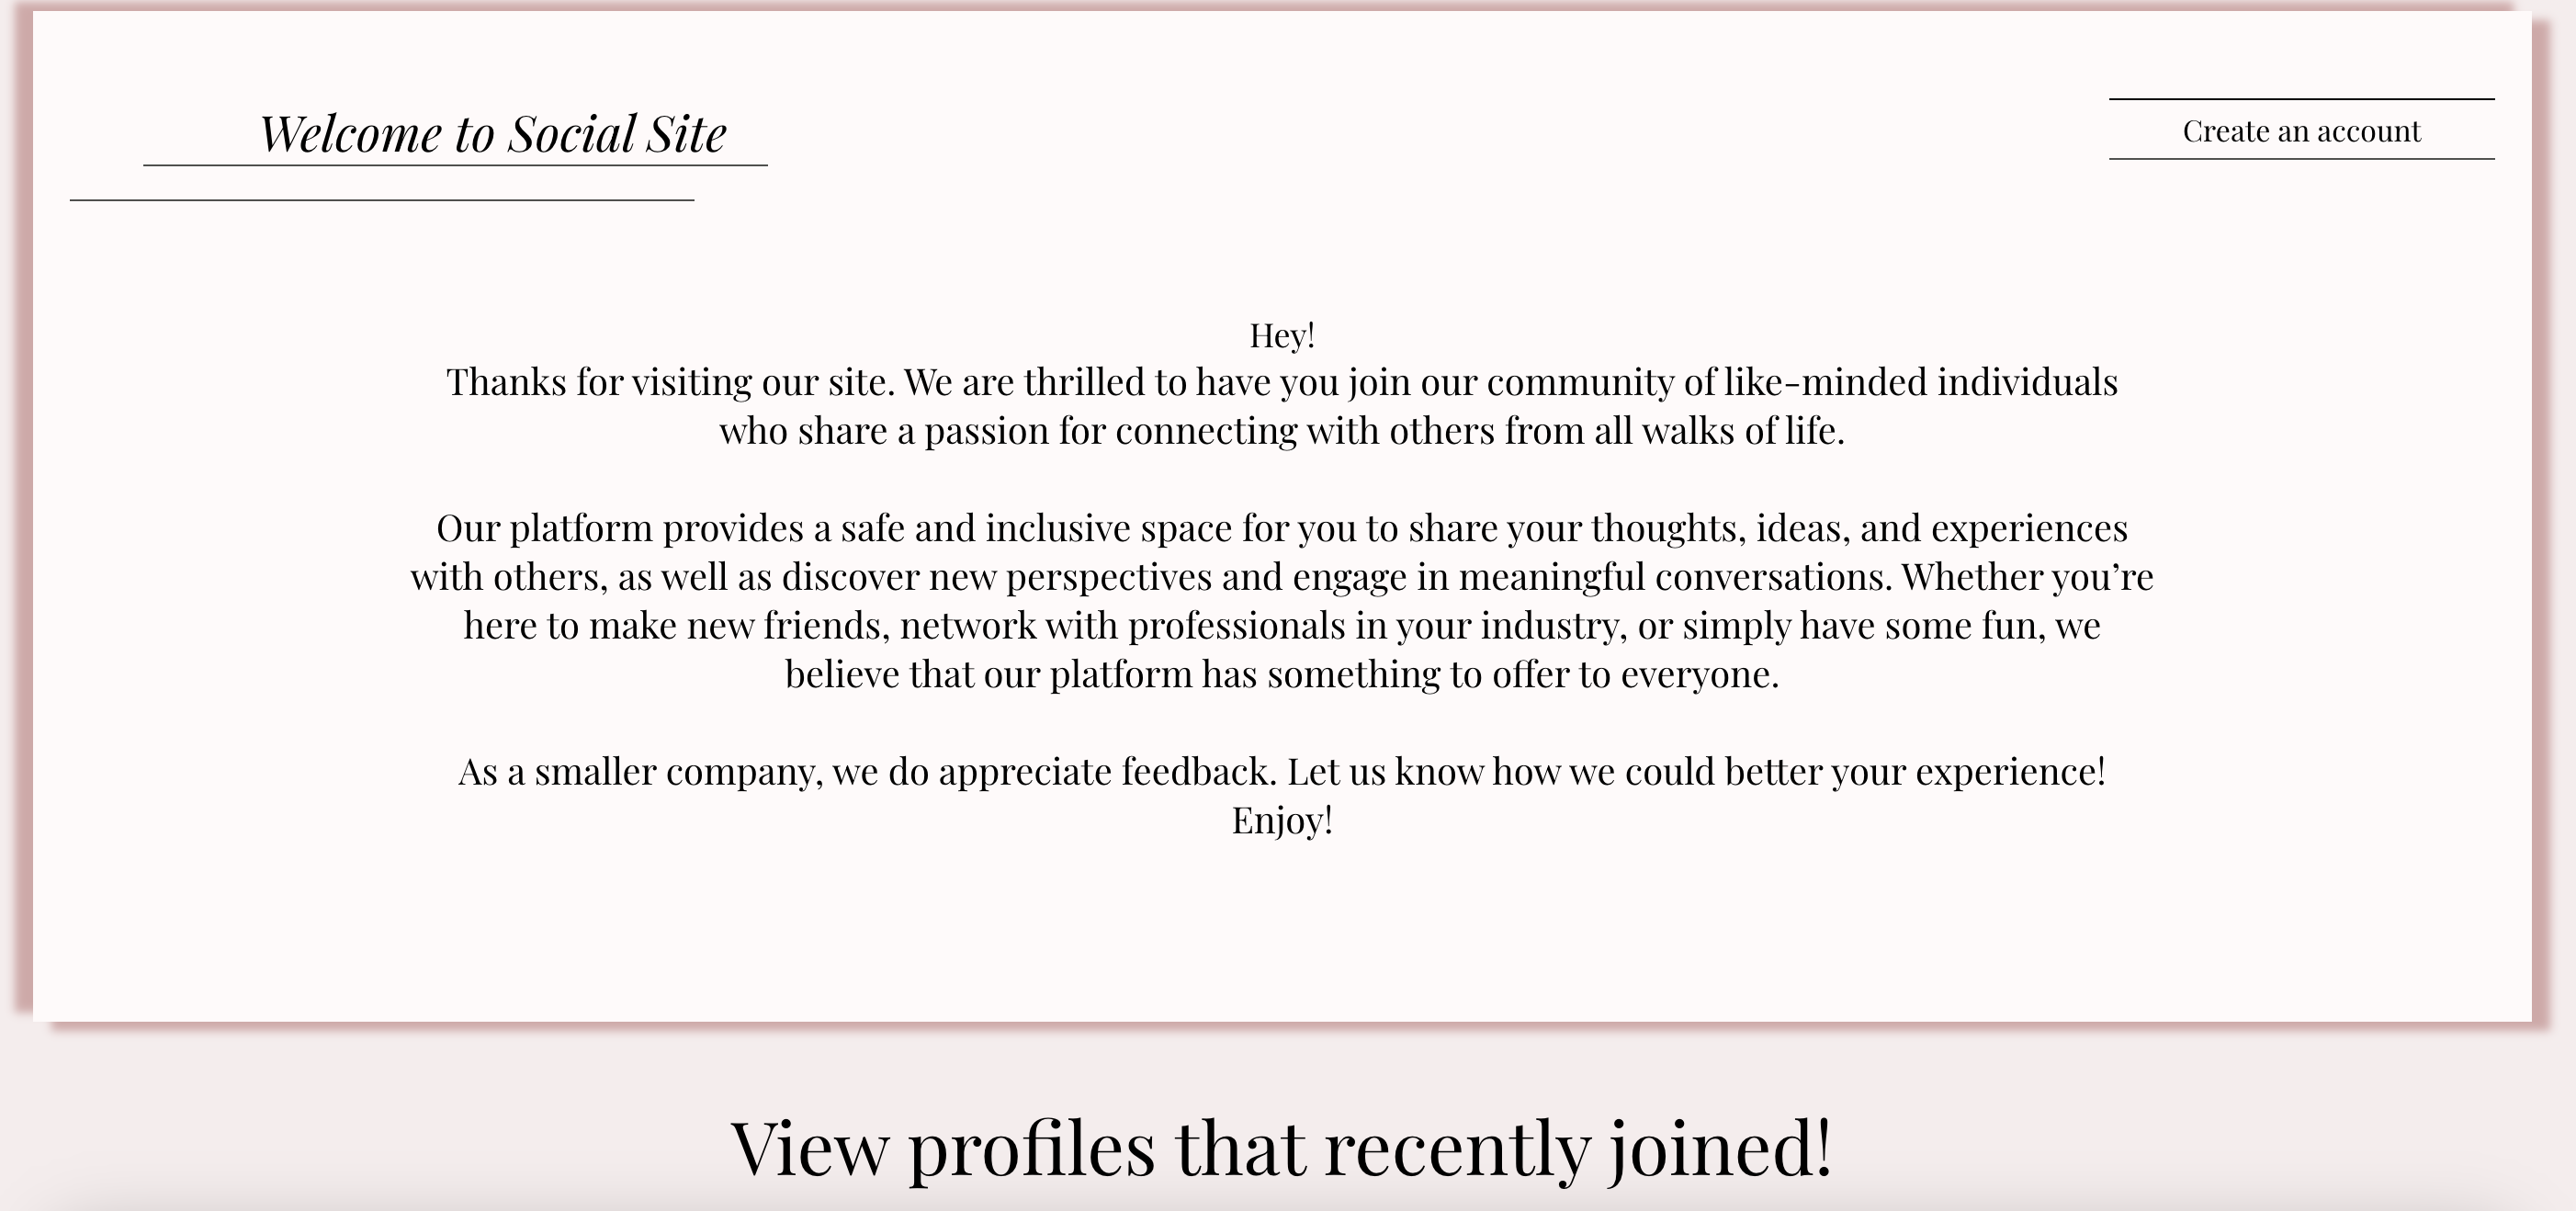 Welcome to Social Site
Create an account
Hey!
Thanks for visiting our site. We are thrilled to have you join our community of like-minded individuals
who share a passion for connecting with others from all walks of life.
Our platform provides a safe and inclusive space for you to share your thoughts, ideas, and experiences
with others, as well as discover new perspectives and engage in meaningful conversations. Whether you’re
here to make new friends, network with professionals in your industry, or simply have some fun, we
believe that our platform has something to offer to everyone.
As a smaller company, we do appreciate feedback. Let us know how we could better your experience!
Enjoy!
View profiles that recently joined!